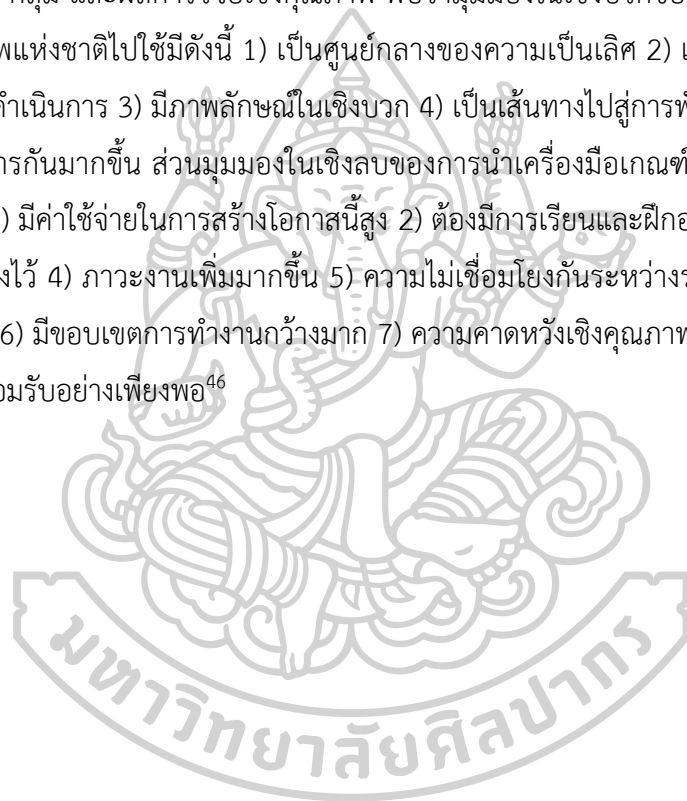 กลุ่ม และผลการวิจัยเชิงคุณภาพ พบว่ามุมมองในเชิงบวกของ
พแห่งชาติไปใช้มีดังนี้ 1) เป็นศูนย์กลางของความเป็นเลิศ 2) เ
ดำเนินการ 3) มีภาพลักษณ์ในเชิงบวก 4) เป็นเส้นทางไปสู่การพั
ารกันมากขึ้น ส่วนมุมมองในเชิงลบของการนำเครื่องมือเกณฑ์
) มีค่าใช้จ่ายในการสร้างโอกาสนี้สูง 2) ต้องมีการเรียนและฝึกอ
งไว้ 4) ภาวะงานเพิ่มมากขึ้น 5) ความไม่เชื่อมโยงกันระหว่างร
6) มีขอบเขตการทำงานกว้างมาก 7) ความคาดหวังเชิงคุณภาพ
อมรับอย่างเพียงพอ46
มหาวิทยาลัยศิลปากร